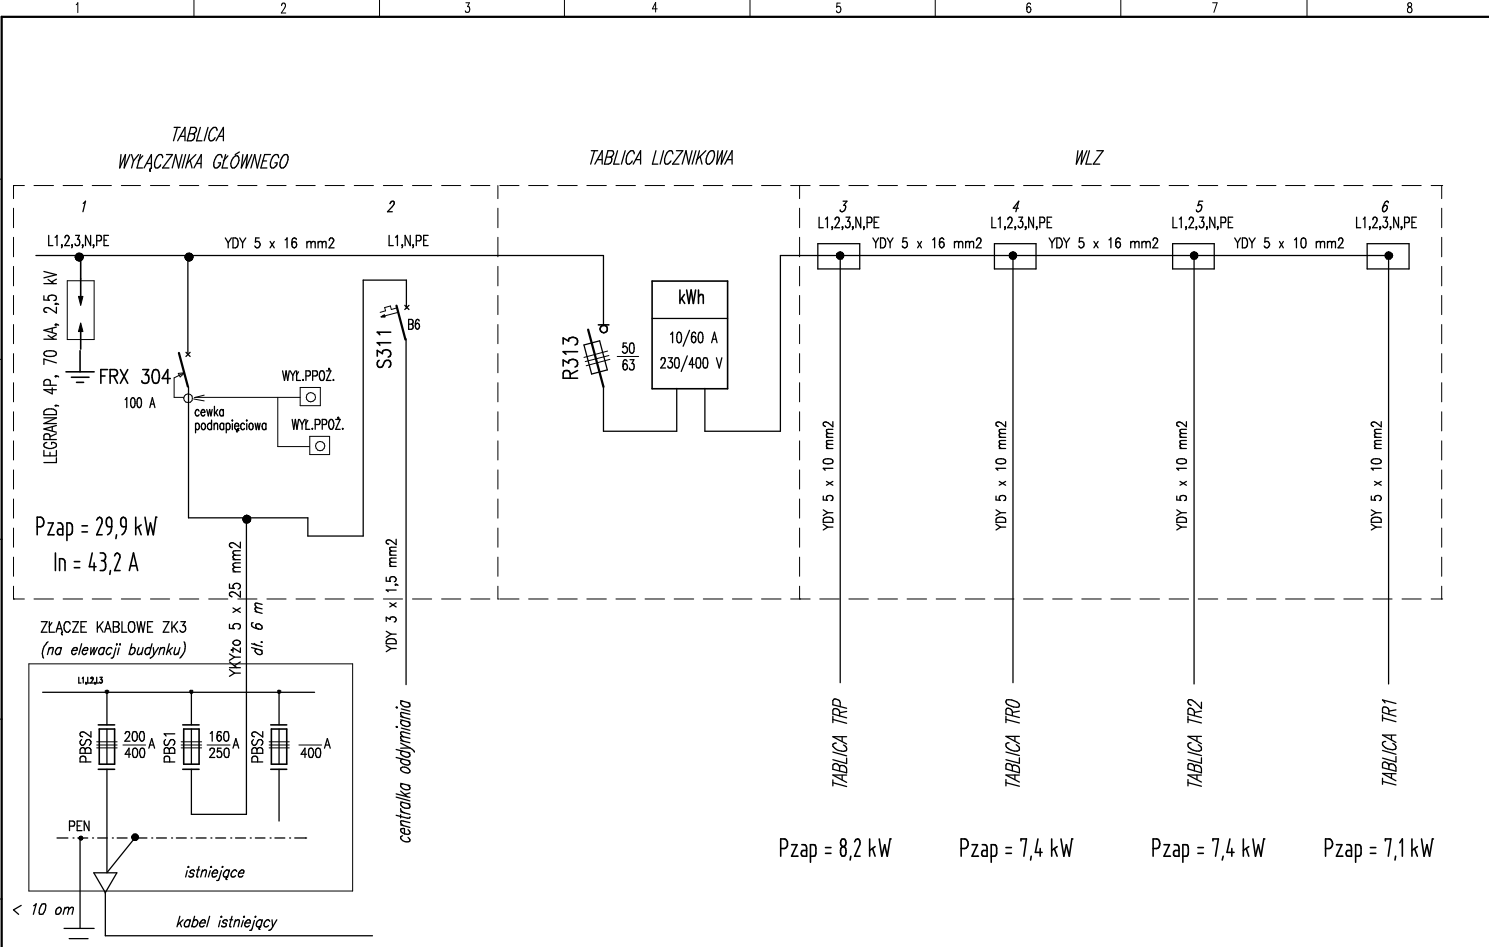 1 2 3 4 5 6 7 8
TABLICA
WYŁĄCZNIKA GŁÓWNEGO
TABLICA LICZNIKOWA
WLZ
1
2
3
4
5
6
L1,2,3,N,PE
YDY 5 x 16 mm2
L1,N,PE
L1,2,3,N,PE
YDY 5 x 16 mm2
L1,2,3,N,PE
YDY 5 x 16 mm2
L1,2,3,N,PE
YDY 5 x 10 mm2
L1,2,3,N,PE
LEGRAND, 4P, 70 kA, 2,5 kV
FRX 304
100 A
cewka
podnapięciowa
WYŁ.PPOŻ.
WYŁ.PPOŻ.
S311
B6
R313
50
63
kWh
10/60 A
230/400 V
YDY 5 x 10 mm2
YDY 5 x 10 mm2
YDY 5 x 10 mm2
YDY 5 x 10 mm2
Pzap = 29,9 kW
In = 43,2 A
YKYżo 5 x 25 mm2
dł. 6 m
YDY 3 x 1,5 mm2
ZŁĄCZE KABLOWE ZK3
(na elewacji budynku)
L1,L2,L3
PBS2
200
400
A
PBS1
160
250
A
PBS2
400
A
PEN
istniejące
< 10 om
kabel istniejący
centralka oddymiania
TABLICA TRP
TABLICA TR0
TABLICA TR2
TABLICA TR1
Pzap = 8,2 kW
Pzap = 7,4 kW
Pzap = 7,4 kW
Pzap = 7,1 kW